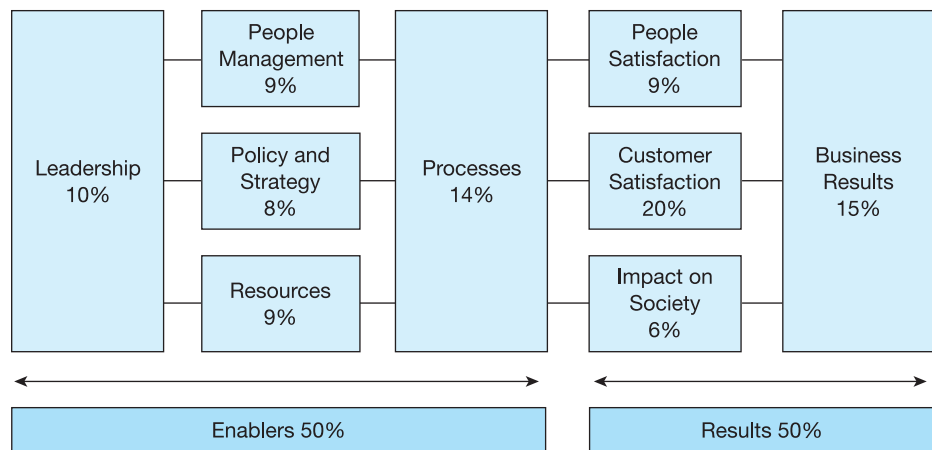 Leadership
10%
People
Management
9%
Policy and
Strategy
8%
Resources
9%
Processes
14%
People
Satisfaction
9%
Customer
Satisfaction
20%
Impact on
Society
6%
Business
Results
15%
Enablers 50%
Results 50%